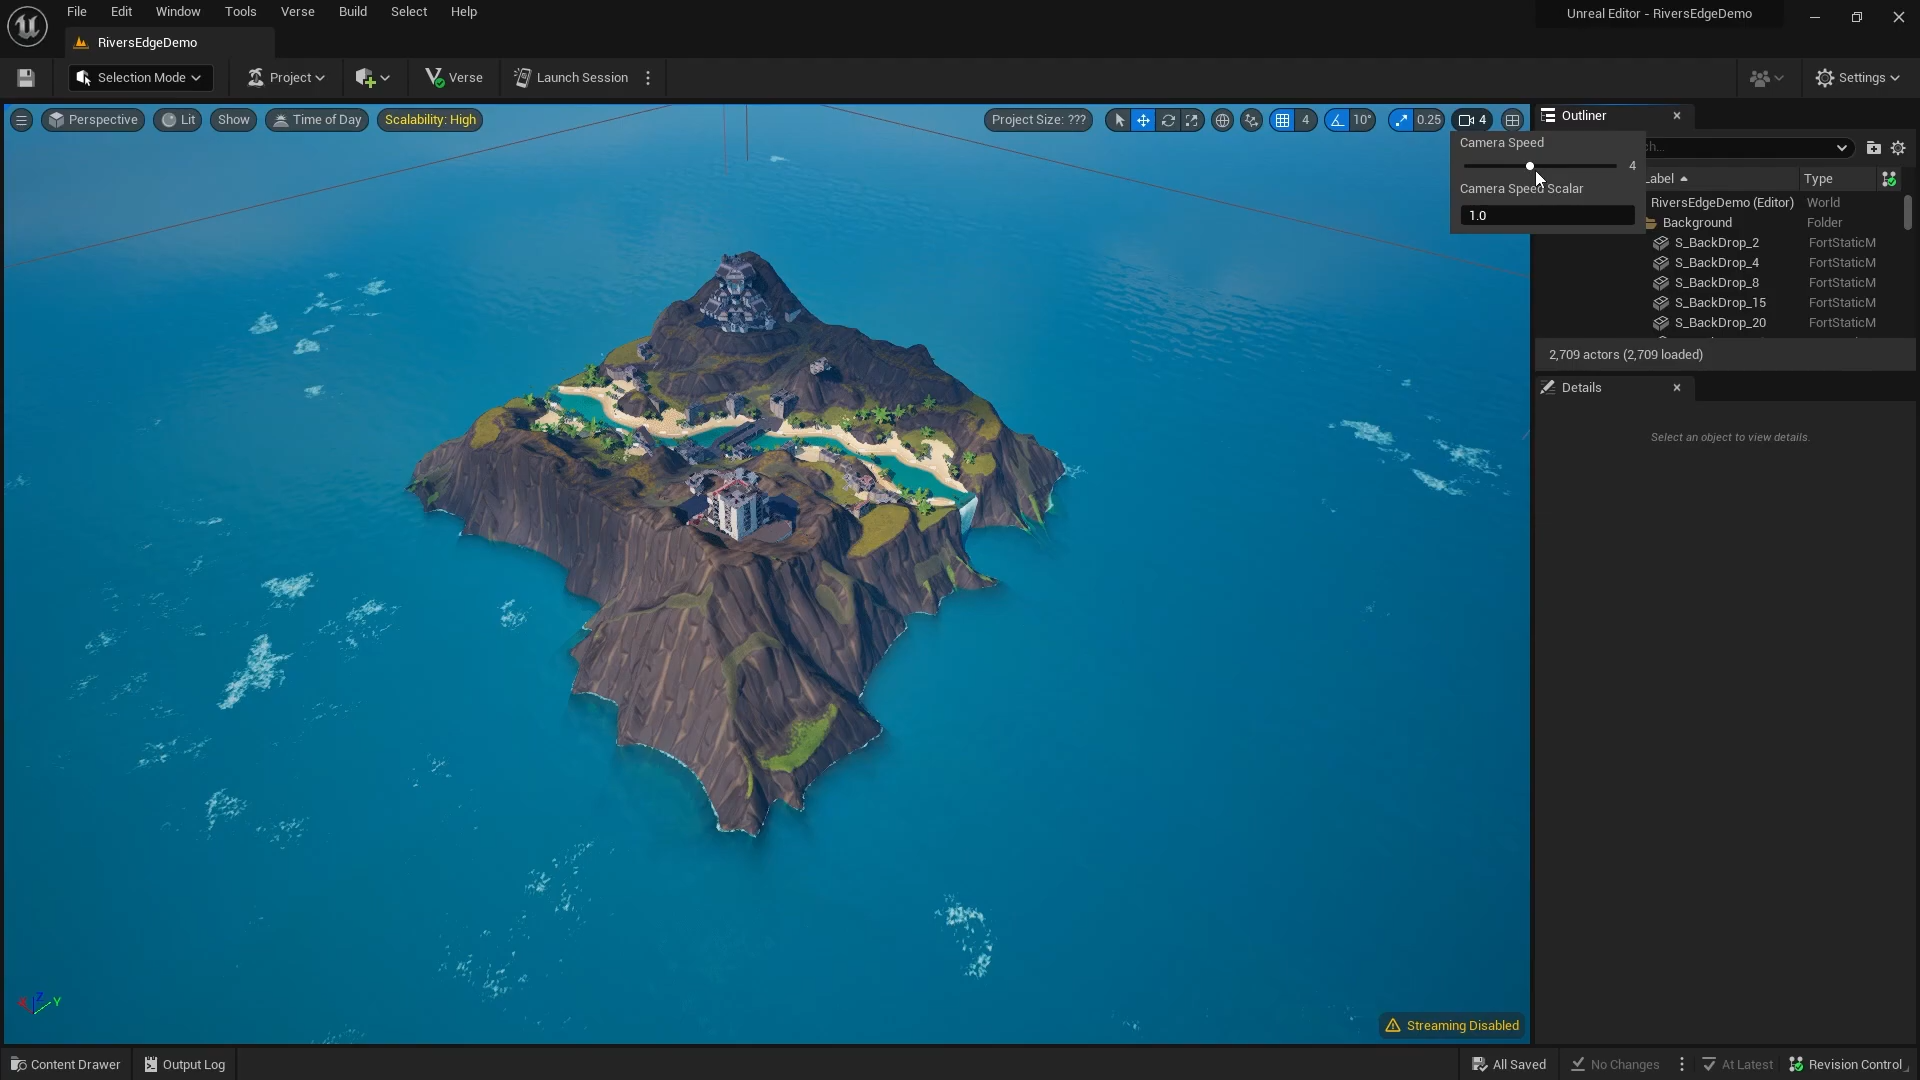 File Edit Window Tools Verse Build Select Help
Unreal Editor - RiversEdgeDemo
RiversEdgeDemo
Selection Mode Project Verse Launch Session
Settings
Perspective Lit Show Time of Day Scalability: High
Project Size: ??? 4 10° 0.25 4
Camera Speed
4
Camera Speed Scalar
1.0
Outliner
Label Type
RiversEdgeDemo (Editor) World
Background Folder
S_BackDrop_2 FortStaticM
S_BackDrop_4 FortStaticM
S_BackDrop_8 FortStaticM
S_BackDrop_15 FortStaticM
S_BackDrop_20 FortStaticM
2,709 actors (2,709 loaded)
Details
Select an object to view details.
Z Y
Streaming Disabled
Content Drawer Output Log
All Saved No Changes At Latest Revision Control